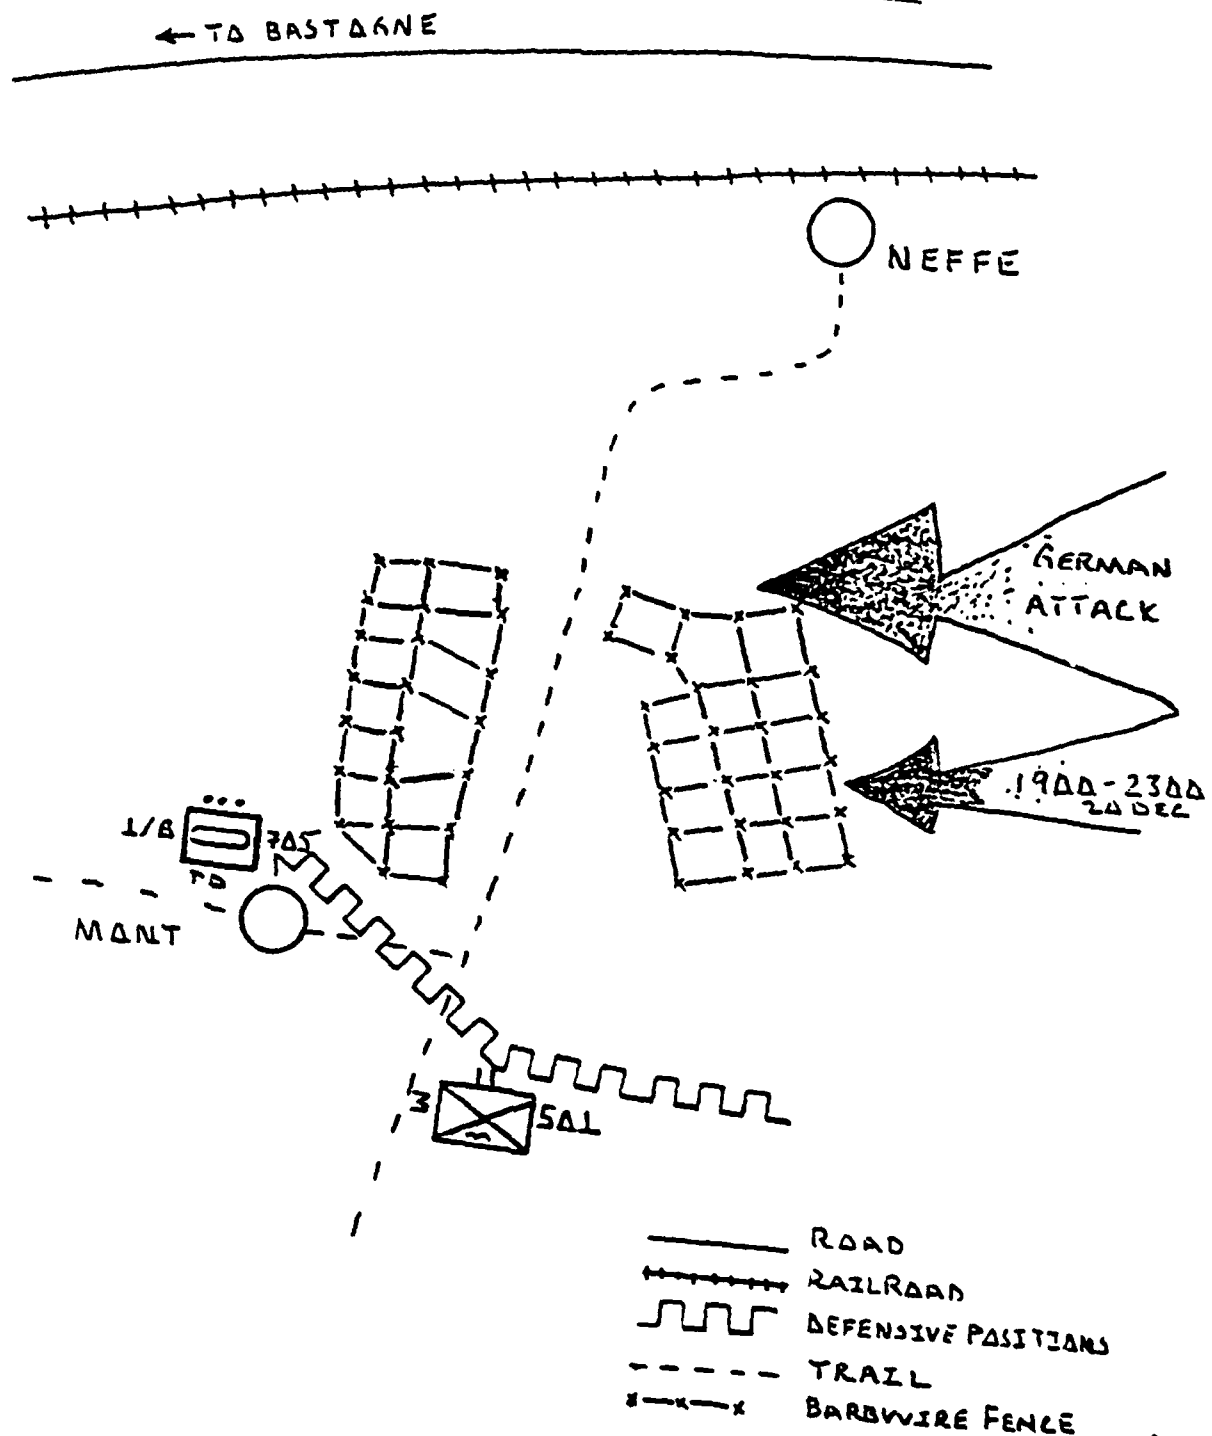 ← TO BASTOGNE
NEFFE
GERMAN
ATTACK
1900-2300
20 DEC
1/B
705
TD
MONT
3
501
ROAD
RAILROAD
DEFENSIVE POSITIONS
TRAIL
BARBWIRE FENCE